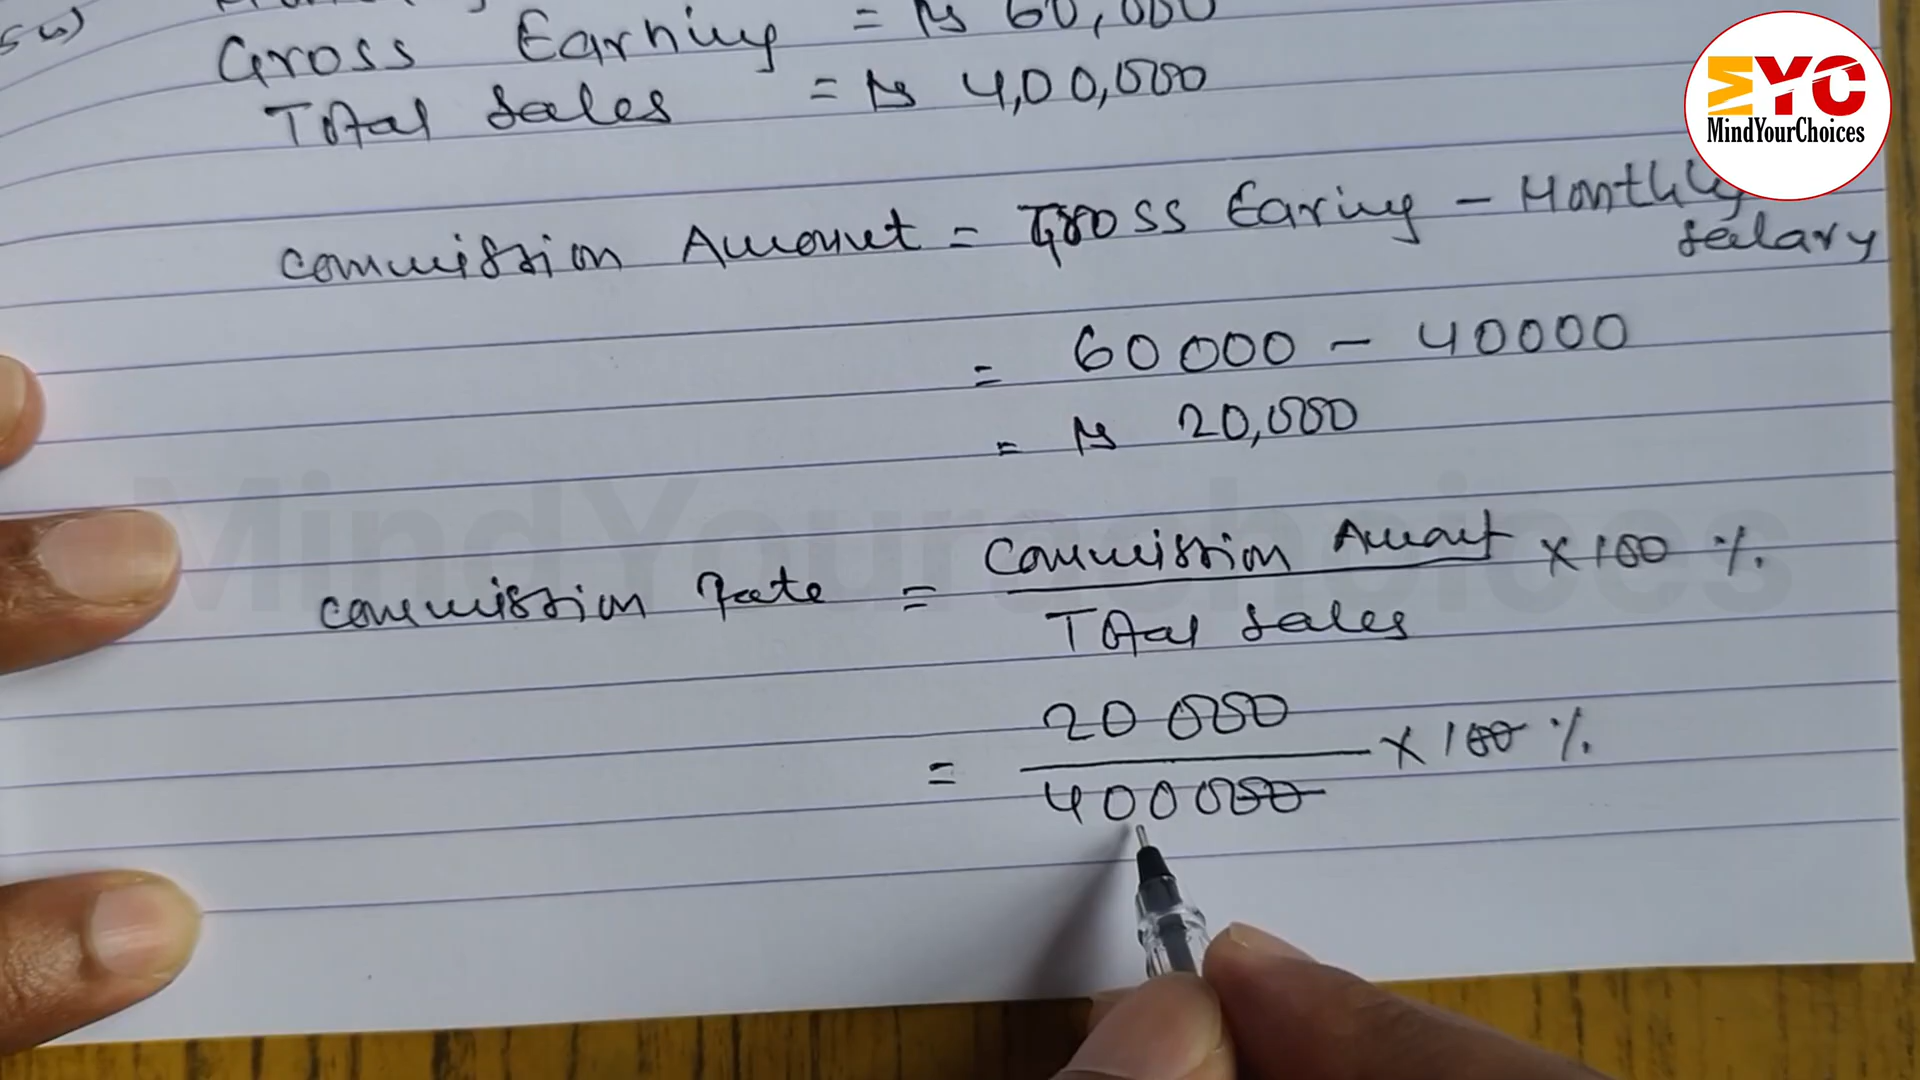 Gross Earning = Rs 60,000
Total Sales = Rs 4,00,000
Commission Amount = Gross Earing - Monthly
salary
= 60000 - 40000
= Rs 20,000
Commission Rate = Commission Amount × 100 %
Total Sales
= 20000 × 100 %
400000
MYC
MindYourChoices
MindYourchoices